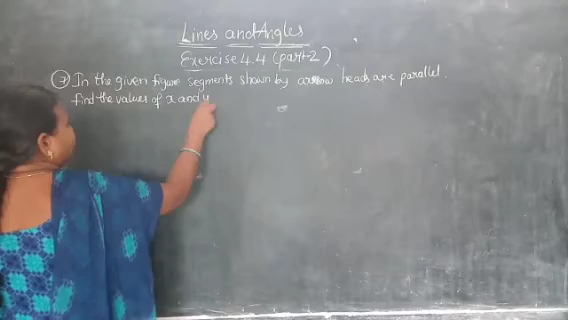 Lines and Angles
Exercise 4.4 (part-2)
⑦ In the given figure segments shown by arrow heads are parallel.
find the values of x and y